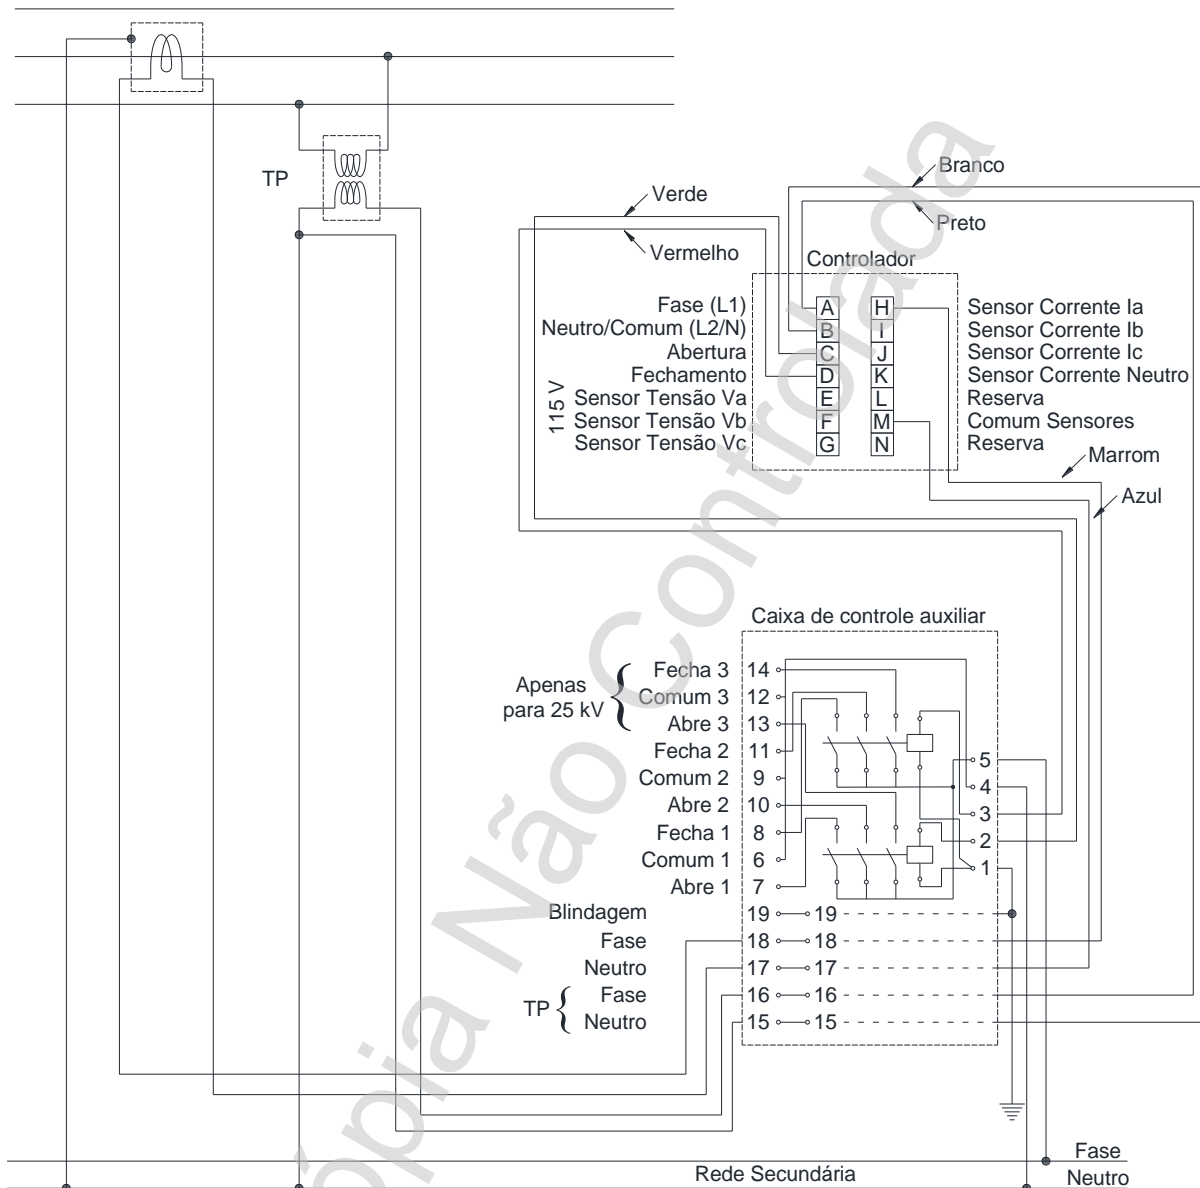 TP
Verde
Vermelho
Branco
Preto
Controlador
Fase (L1)
Neutro/Comum (L2/N)
Abertura
Fechamento
Sensor Tensão Va
Sensor Tensão Vb
Sensor Tensão Vc
115 V
A
B
C
D
E
F
G
H
I
J
K
L
M
N
Sensor Corrente Ia
Sensor Corrente Ib
Sensor Corrente Ic
Sensor Corrente Neutro
Reserva
Comum Sensores
Reserva
Marrom
Azul
Caixa de controle auxiliar
Apenas
para 25 kV
Fecha 3 14
Comum 3 12
Abre 3 13
Fecha 2 11
Comum 2 9
Abre 2 10
Fecha 1 8
Comum 1 6
Abre 1 7
5
4
3
2
1
Blindagem 19 19
Fase 18 18
Neutro 17 17
TP
Fase 16 16
Neutro 15 15
Rede Secundária
Fase
Neutro
ópia Não Controlada